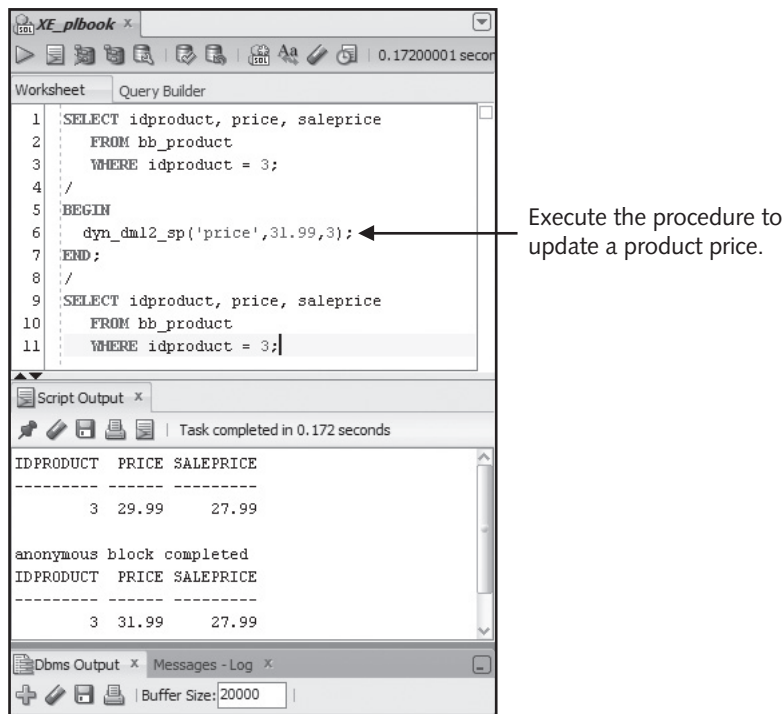 XE_plbook x
SQL
0.17200001 secon
Worksheet Query Builder
1 SELECT idproduct, price, saleprice
2 FROM bb_product
3 WHERE idproduct = 3;
4 /
5 BEGIN
6 dyn_dml2_sp('price',31.99,3);
7 END;
8 /
9 SELECT idproduct, price, saleprice
10 FROM bb_product
11 WHERE idproduct = 3;
Execute the procedure to
update a product price.
Script Output x
Task completed in 0.172 seconds
IDPRODUCT PRICE SALEPRICE
--------- ------ ---------
3 29.99 27.99
anonymous block completed
IDPRODUCT PRICE SALEPRICE
--------- ------ ---------
3 31.99 27.99
Dbms Output x Messages - Log x
Buffer Size: 20000